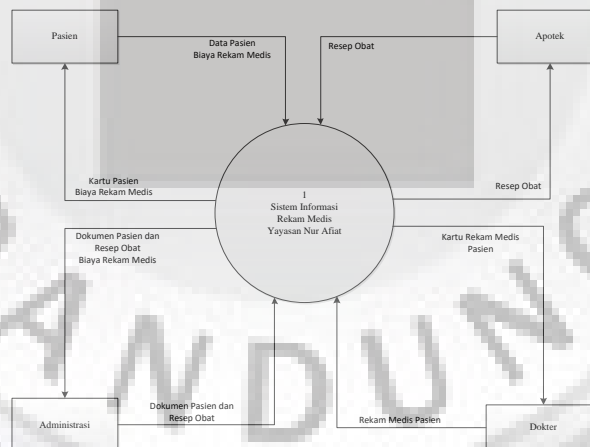 Pasien
Data Pasien
Biaya Rekam Medis
Resep Obat
Apotek
Kartu Pasien
Biaya Rekam Medis
1
Sistem Informasi
Rekam Medis
Yayasan Nur Afiat
Resep Obat
Dokumen Pasien dan
Resep Obat
Biaya Rekam Medis
Kartu Rekam Medis
Pasien
Administrasi
Dokumen Pasien dan
Resep Obat
Rekam Medis Pasien
Dokter
ANDUN